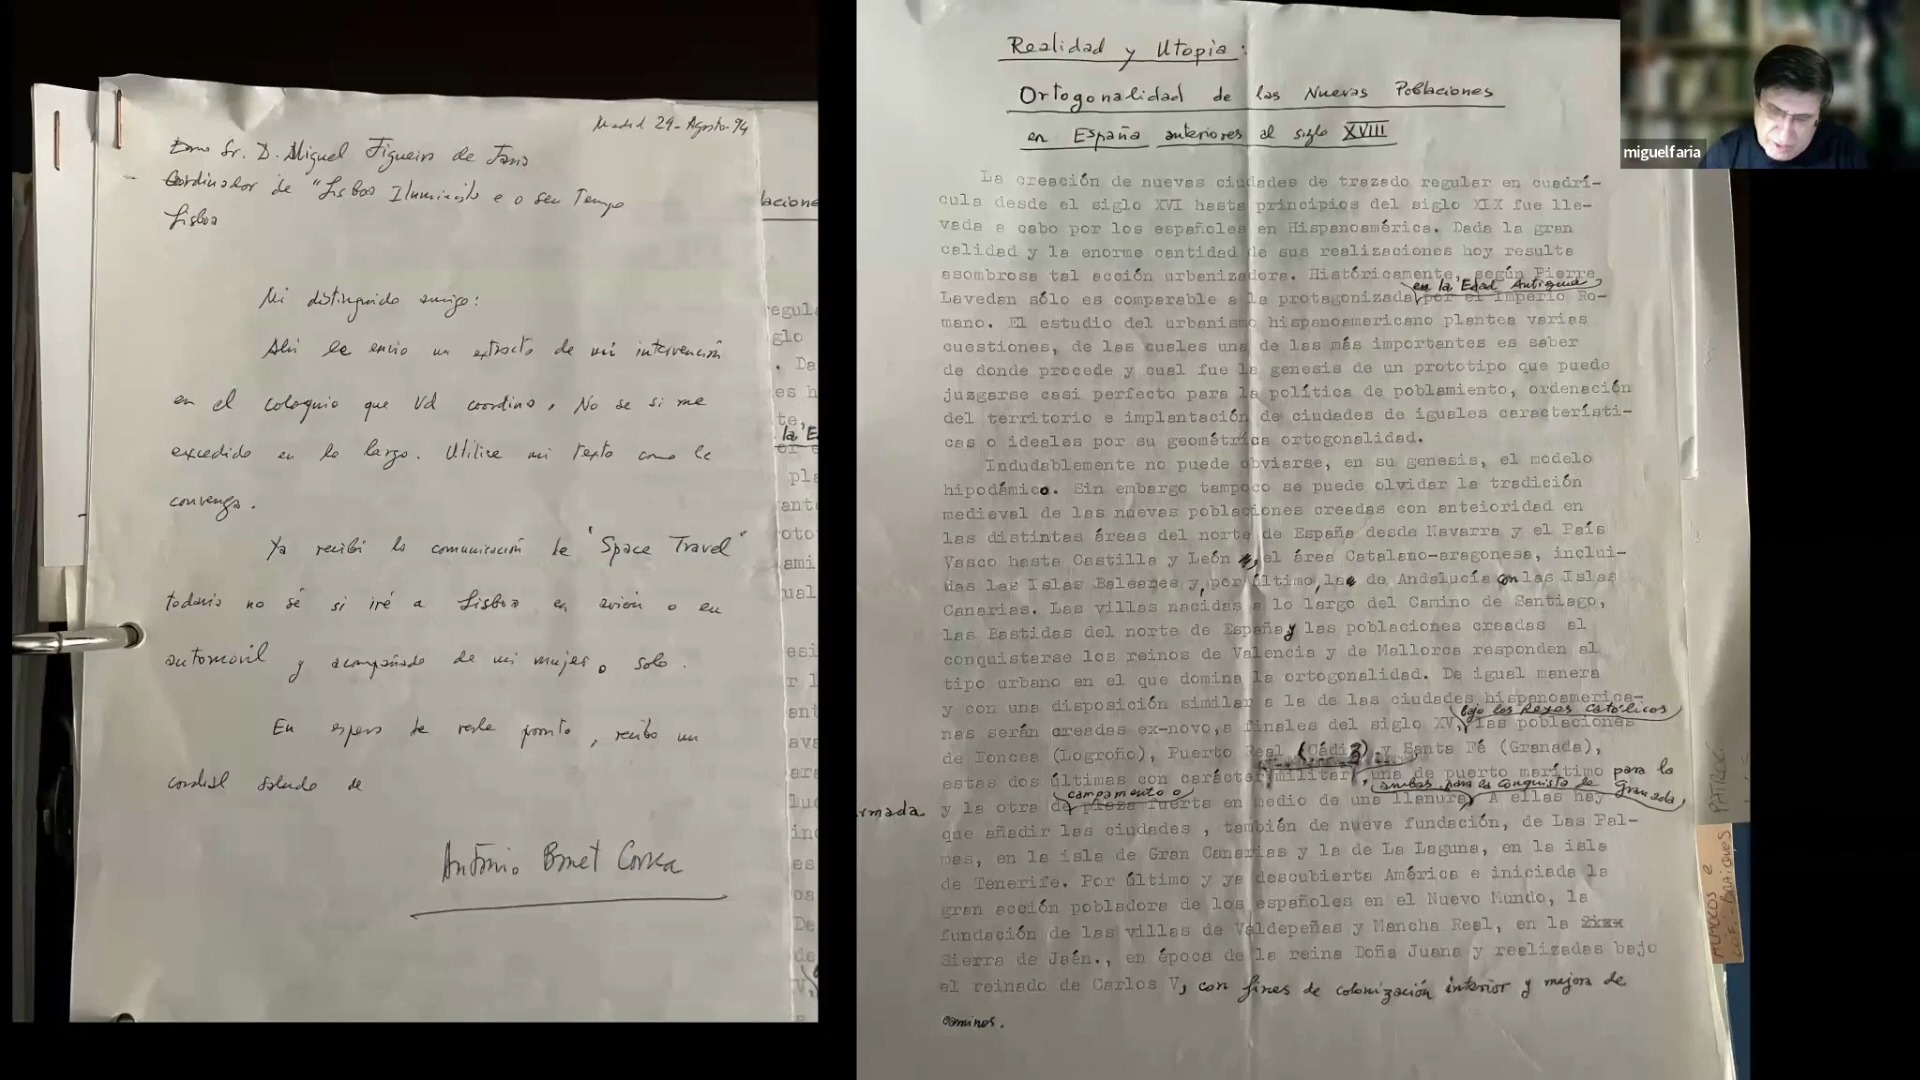 Madrid 29-Agosto-94
Sr. D. Miguel Figueira de Faria
Coordinador de "Lisboa Iluminista e o seu Tempo
Lisboa
Mi distinguido amigo:
Ahi le envio un extracto de mi intervención
en el coloquio que Vd coordina. No se si me
excedido en lo largo. Utilice mi texto como le
convenga.
Ya recibi la comunicación de "Space Travel"
todavia no sé si iré a Lisboa en avión o en
automovil y acompañado de mi mujer o solo.
En espera de verle pronto, reciba un
cordial saludo de
Antonio Bonet Correa
Realidad y Utopia:
Ortogonalidad de las Nuevas Poblaciones
en España anteriores al siglo XVIII
La creación de nuevas ciudades de trazado regular en cuadrí-
cula desde el siglo XVI hasta principios del siglo XIX fue lle-
vada a cabo por los españoles en Hispanoamérica. Dada la gran
calidad y la enorme cantidad de sus realizaciones hoy resulta
asombrosa tal acción urbanizadora. Históricamente, según Pierre
en la Edad Antigua
Lavedan sólo es comparable a la protagonizada por el Imperio Ro-
mano. El estudio del urbanismo hispanoamericano plantea varias
cuestiones, de las cuales una de las más importantes es saber
de donde procede y cual fue la genesis de un prototipo que puede
juzgarse casi perfecto para la política de poblamiento, ordenación
del territorio e implantación de ciudades de iguales característi-
cas o ideales por su geométrica ortogonalidad.
Indudablemente no puede obviarse, en su genesis, el modelo
hipodámico. Sin embargo tampoco se puede olvidar la tradición
medieval de las nuevas poblaciones creadas con anteioridad en
las distintas áreas del norte de España desde Navarra y el País
Vasco hasta Castilla y León, el área Catalano-aragonesa, inclui-
das las Islas Baleares y, por último, las de Andalucía con las Islas
Canarias. Las villas nacidas a lo largo del Camino de Santiago,
las Bastidas del norte de España y las poblaciones creadas al
conquistarse los reinos de Valencia y de Mallorca responden al
tipo urbano en el que domina la ortogonalidad. De igual manera
y con una disposición similar a la de las ciudades hispanoamerica-
bajo los Reyes Católicos
nas serán creadas ex-novo, a finales del siglo XV, las poblaciones
de Foncea (Logroño), Puerto Real (Cádiz) y Santa Fé (Granada),
estas dos últimas con carácter militar, una de puerto marítimo para la
armada
campamento o
ambas para la conquista de Granada
y la otra de plaza fuerte en medio de una llanura. A ellas hay
que añadir las ciudades, también de nueva fundación, de Las Pal-
mas, en la isla de Gran Canarias y la de La Laguna, en la isla
de Tenerife. Por último y ya descubierta América e iniciada la
gran acción pobladora de los españoles en el Nuevo Mundo, la
fundación de las villas de Valdepeñas y Mancha Real, en la
Sierra de Jaén., en época de la reina Doña Juana y realizadas bajo
el reinado de Carlos V, con fines de colonización interior y mejora de
caminos.
miguelfaria